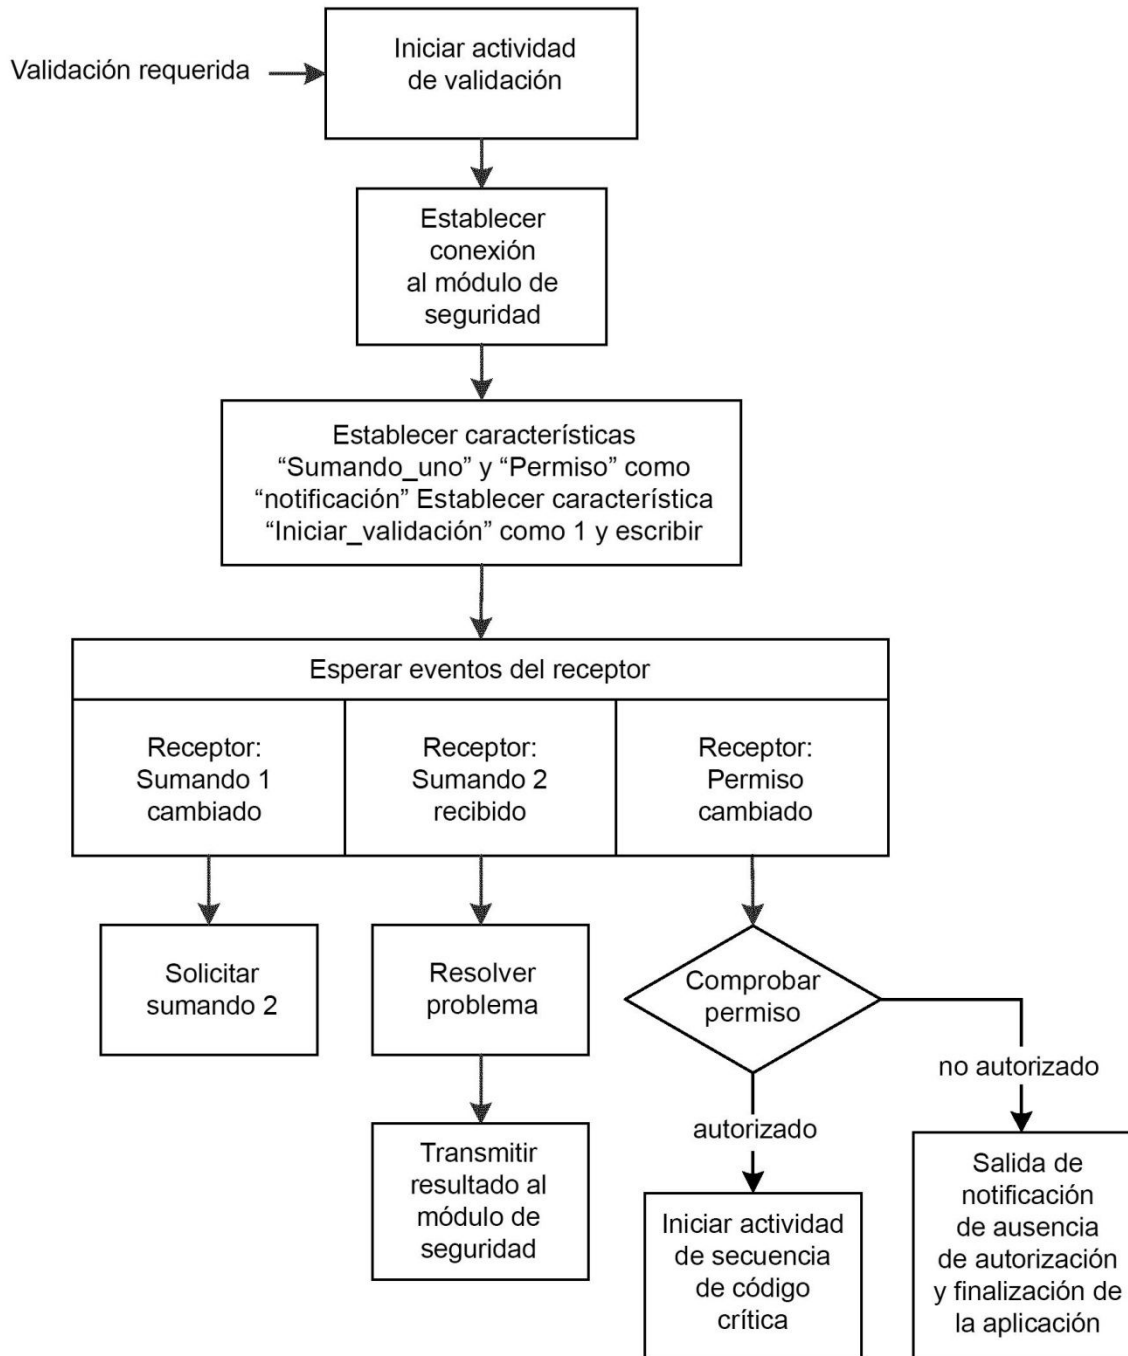 Iniciar actividad
de validación
Validación requerida
Establecer
conexión
al módulo de
seguridad
Establecer características
“Sumando_uno” y “Permiso” como
“notificación” Establecer característica
“Iniciar_validación” como 1 y escribir
Esperar eventos del receptor
Receptor:
Sumando 1
cambiado
Receptor:
Sumando 2
recibido
Receptor:
Permiso
cambiado
Solicitar
sumando 2
Resolver
problema
Comprobar
permiso
no autorizado
autorizado
Transmitir
resultado al
módulo de
seguridad
Iniciar actividad
de secuencia
de código
crítica
Salida de
notificación
de ausencia
de autorización
y finalización de
la aplicación